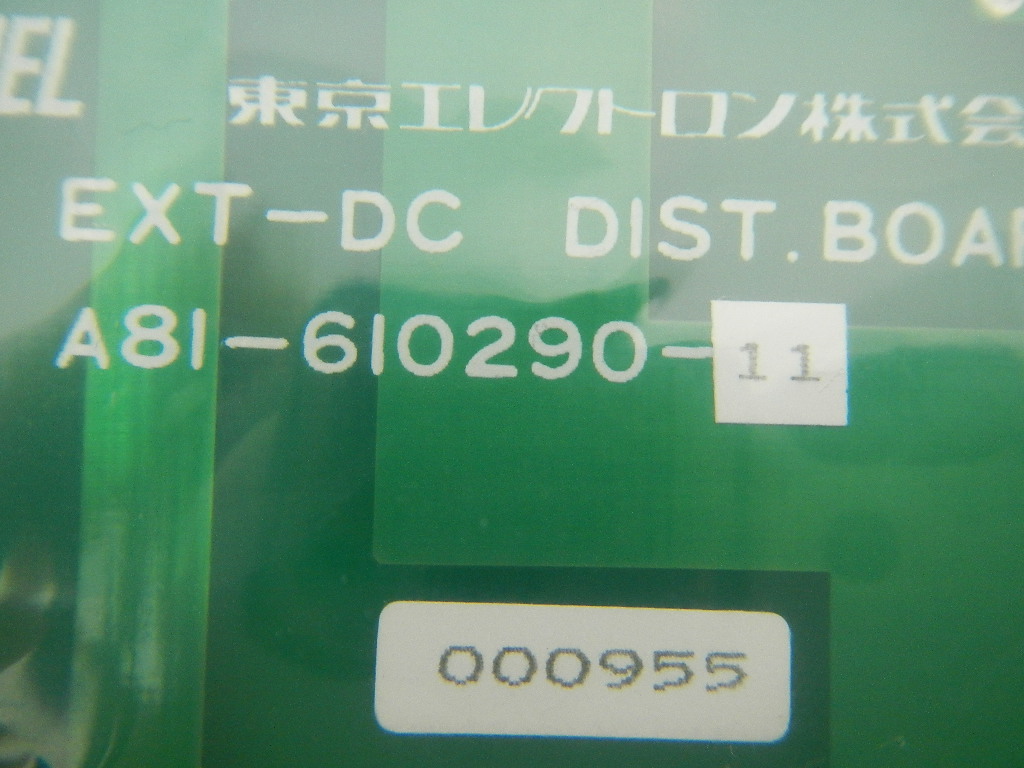 EL 東京エレクトロン株式会
EXT-DC DIST.BOAR
A81-610290-11
000955